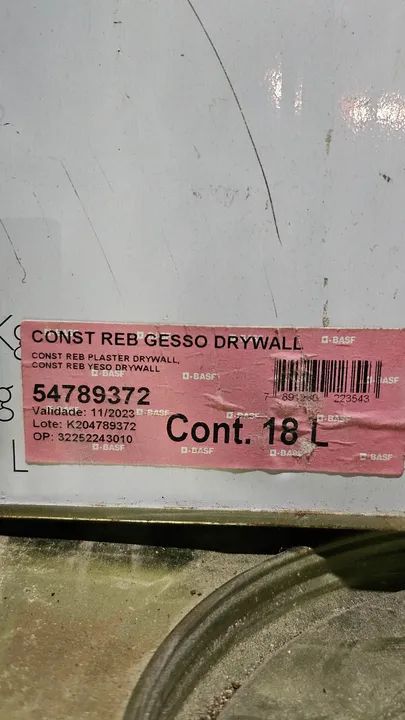 CONST REB GESSO DRYWALL
CONST REB PLASTER DRYWALL,
CONST REB YESO DRYWALL
54789372
Validade: 11/2023
Lote: K204789372
OP: 32252243010
Cont. 18 L
223543
BASF